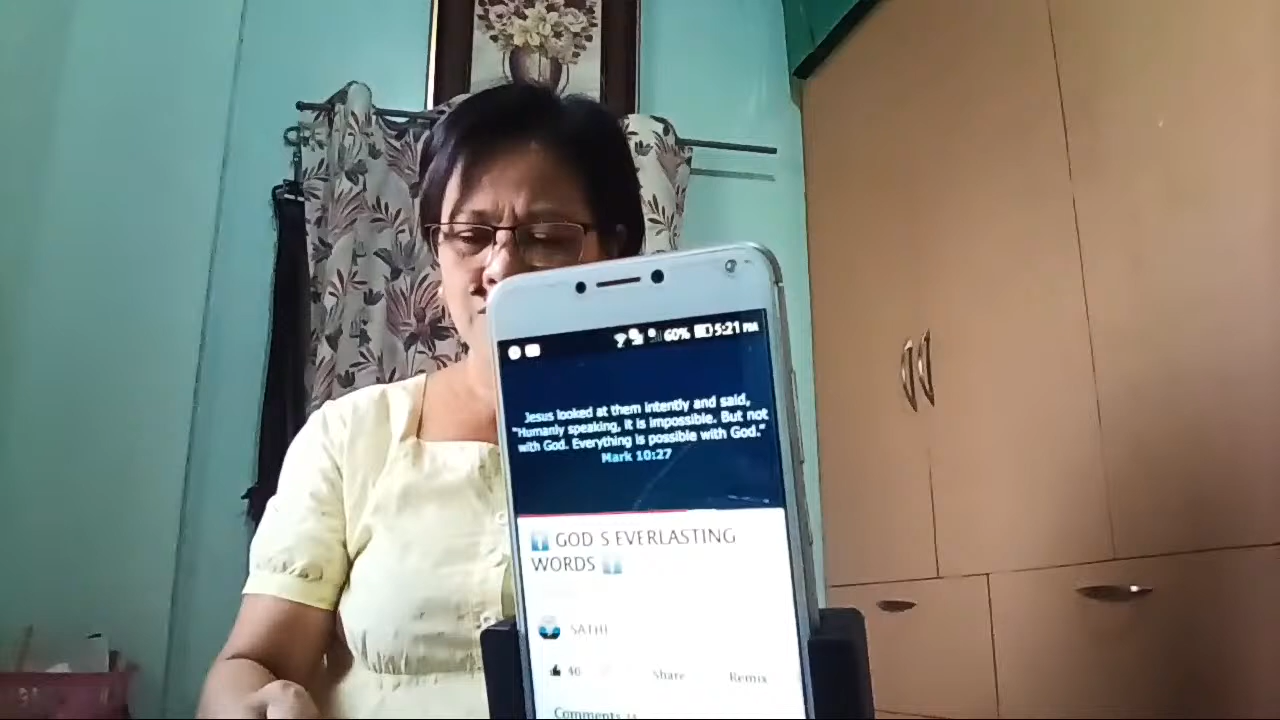 60% 5:21 PM
Jesus looked at them intently and said,
"Humanly speaking, it is impossible. But not
with God. Everything is possible with God."
Mark 10:27
GOD S EVERLASTING
WORDS
SATHI
46 Share Remix
Comments